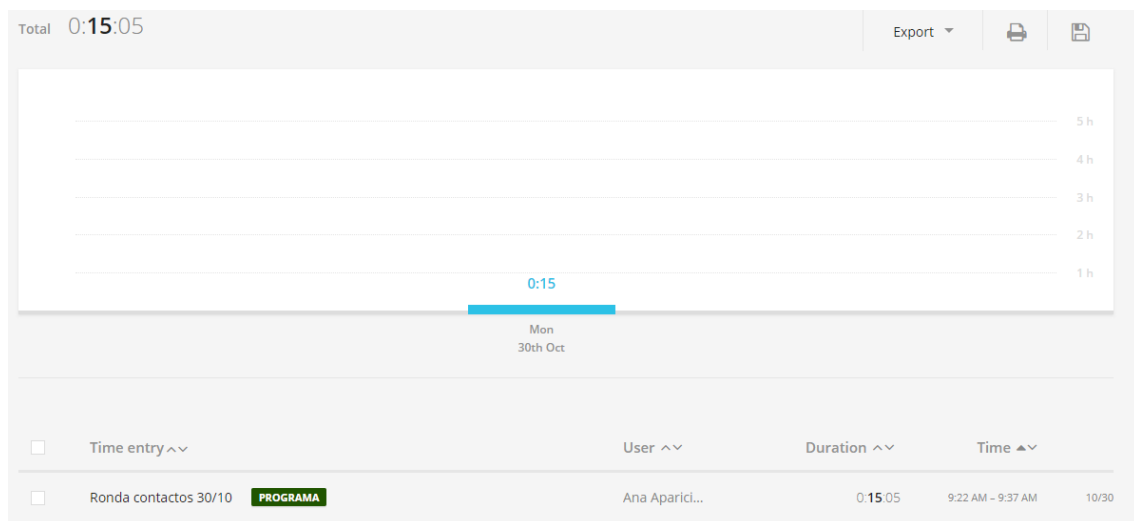 Total 0:15:05 Export
5 h
4 h
3 h
2 h
1 h
0:15
Mon
30th Oct
Time entry User Duration Time
Ronda contactos 30/10 PROGRAMA Ana Aparici... 0:15:05 9:22 AM – 9:37 AM 10/30